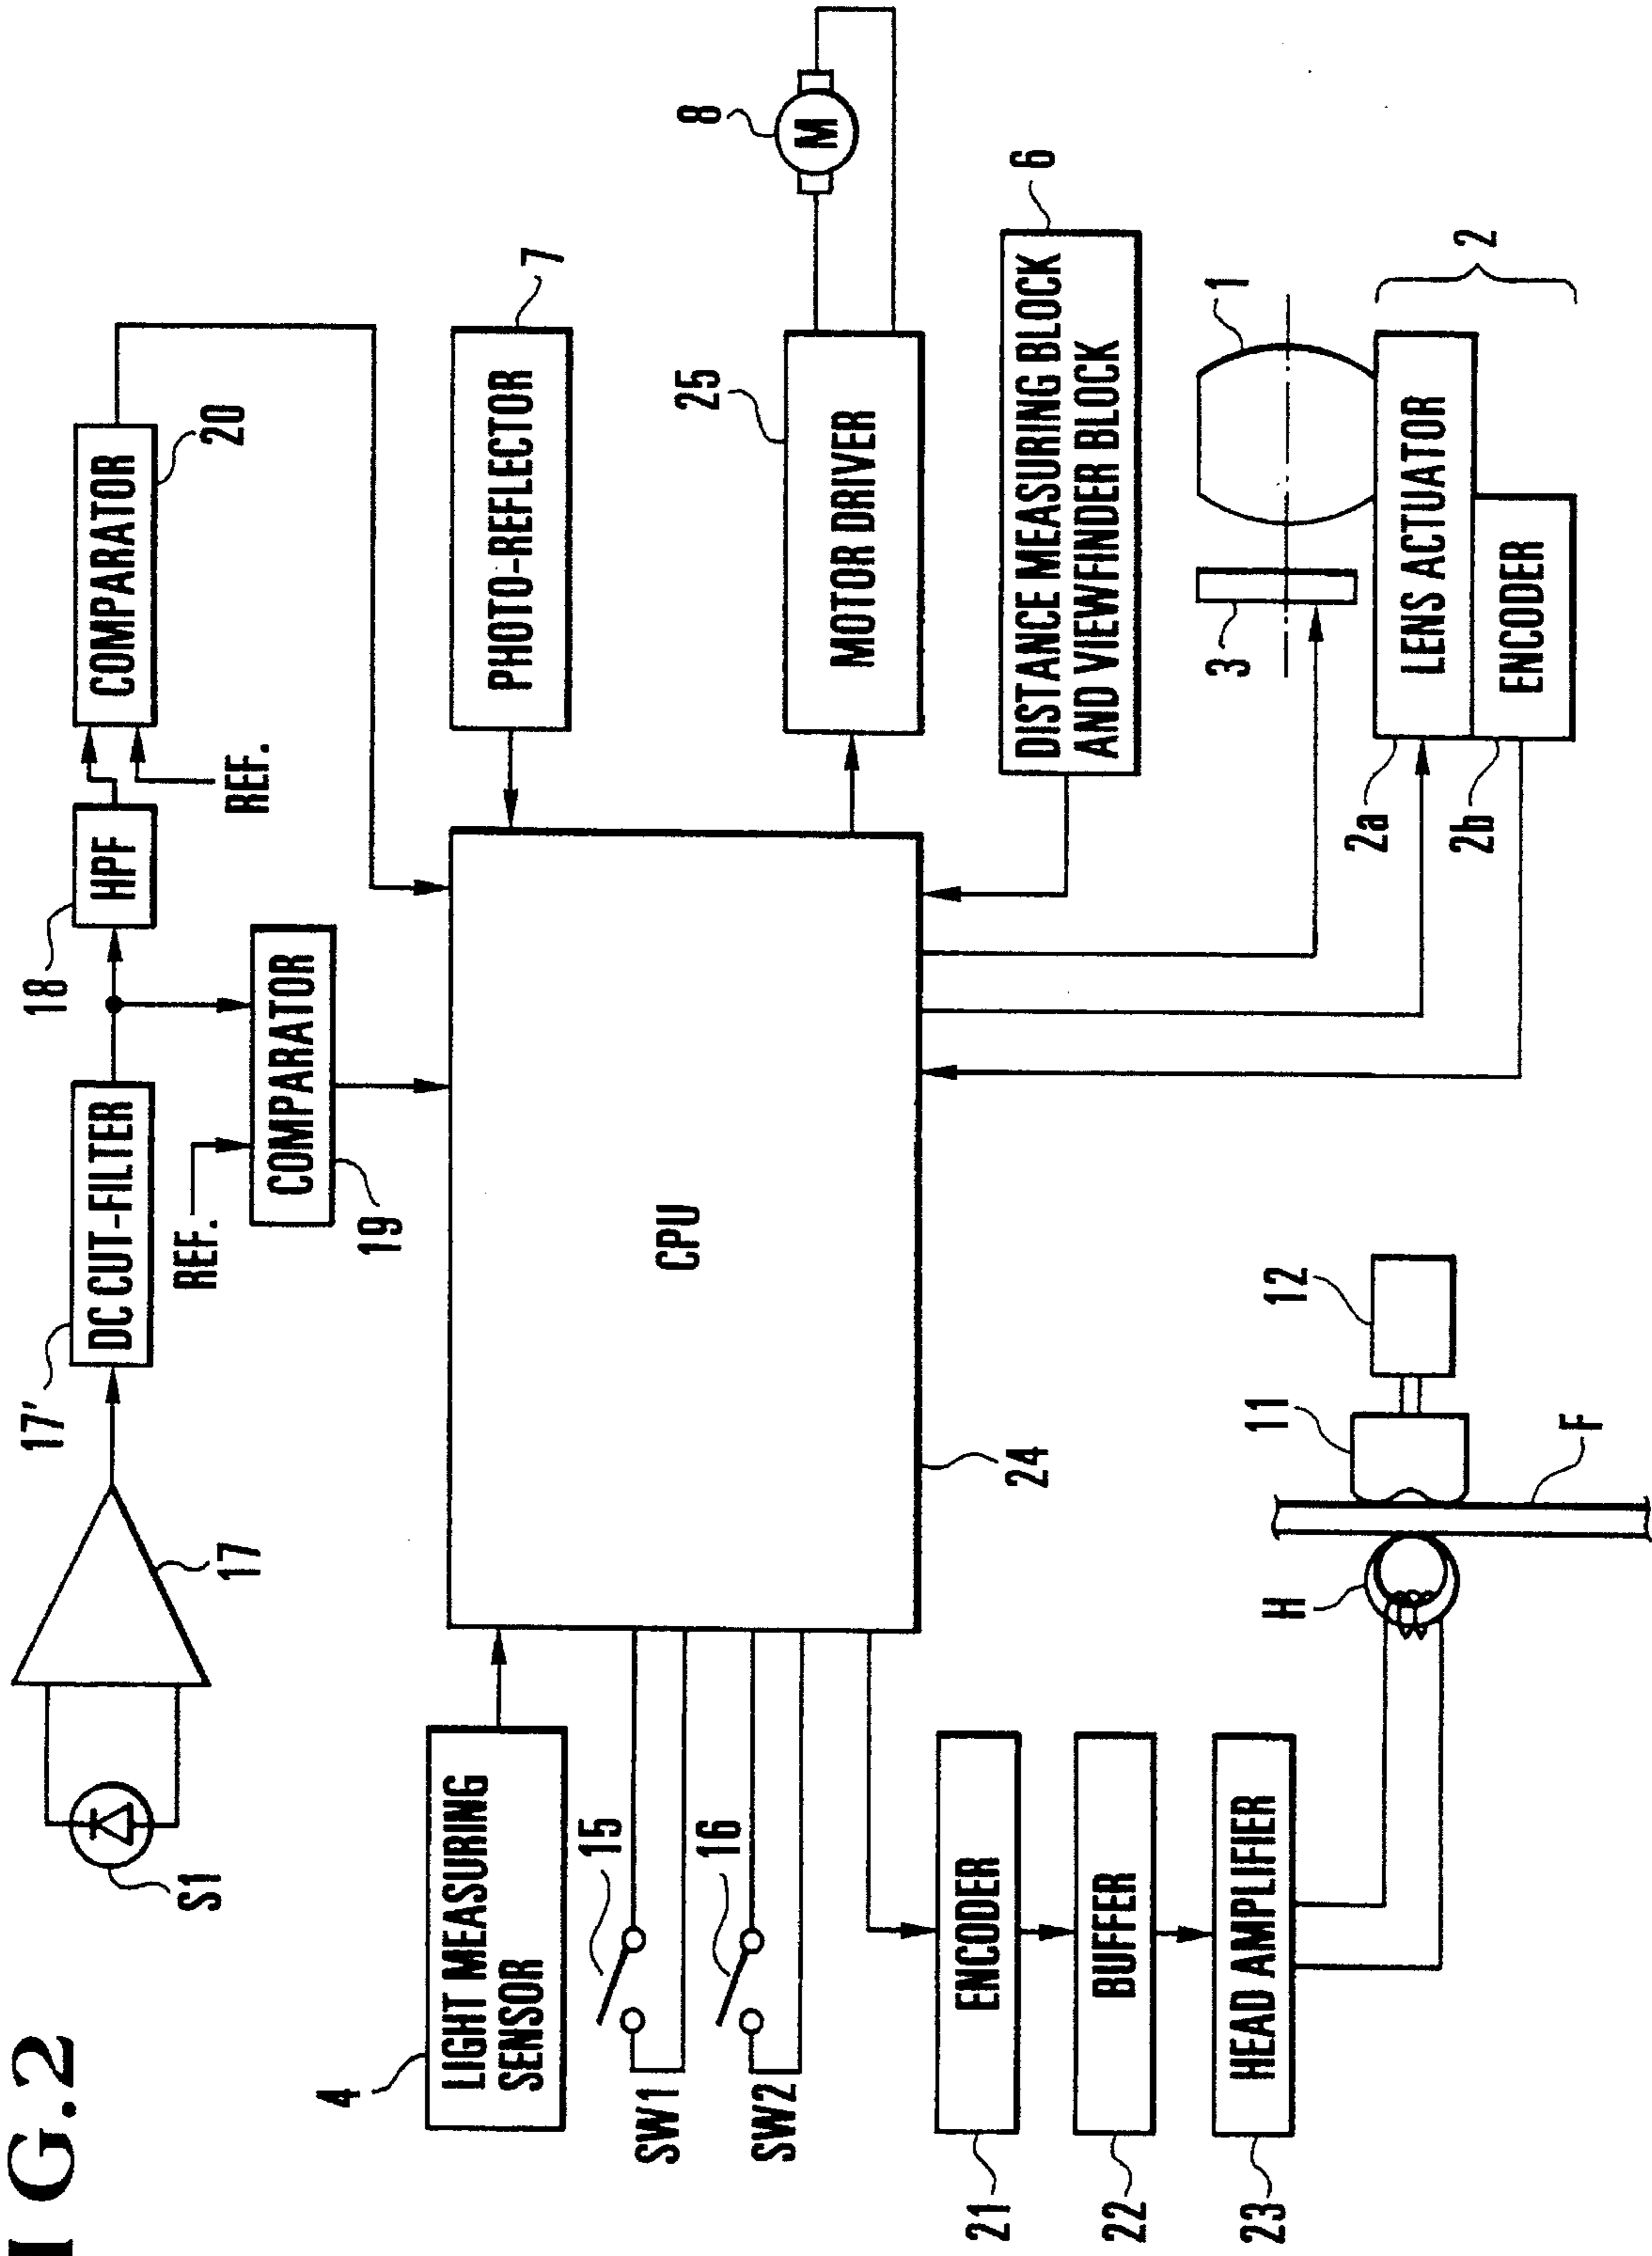 I G.2
S1
17
17'
DC CUT-FILTER
18
HPF
COMPARATOR
20
REF.
REF.
COMPARATOR
19
4
LIGHT MEASURING
SENSOR
15
SW1
16
SW2
CPU
24
PHOTO-REFLECTOR
7
MOTOR DRIVER
25
8
M
DISTANCE MEASURING BLOCK
AND VIEWFINDER BLOCK
6
21
ENCODER
22
BUFFER
23
HEAD AMPLIFIER
H
F
11
12
3
1
2
2a
LENS ACTUATOR
2b
ENCODER